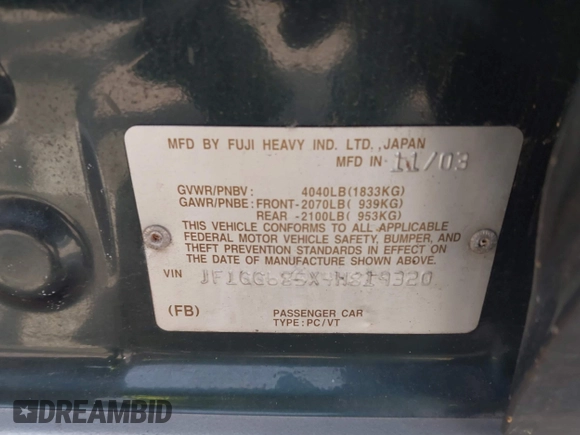 MFD BY FUJI HEAVY IND. LTD., JAPAN
MFD IN 11/03
GVWR/PNBV: 4040LB(1833KG)
GAWR/PNBE: FRONT-2070LB( 939KG)
REAR -2100LB( 953KG)
THIS VEHICLE CONFORMS TO ALL APPLICABLE
FEDERAL MOTOR VEHICLE SAFETY, BUMPER, AND
THEFT PREVENTION STANDARDS IN EFFECT ON
THE DATE OF MANUFACTURE SHOWN ABOVE.
VIN
(FB) PASSENGER CAR
TYPE: PC/VT
DREAMBID